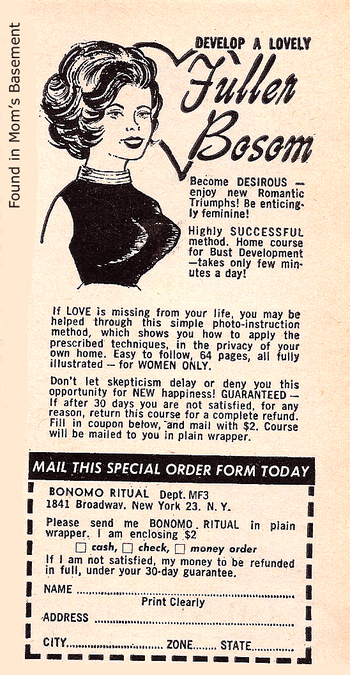 Found in Mom's Basement
DEVELOP A LOVELY
Fuller
Bosom
Become DESIROUS —
enjoy new Romantic
Triumphs! Be enticing-
ly feminine!
Highly SUCCESSFUL
method. Home course
for Bust Development
—takes only few min-
utes a day!
If LOVE is missing from your life, you may be
helped through this simple photo-instruction
method, which shows you how to apply the
prescribed techniques, in the privacy of your
own home. Easy to follow, 64 pages, all fully
illustrated — for WOMEN ONLY.
Don't let skepticism delay or deny you this
opportunity for NEW happiness! GUARANTEED —
If after 30 days you are not satisfied, for any
reason, return this course for a complete refund.
Fill in coupon below, and mail with $2. Course
will be mailed to you in plain wrapper.
MAIL THIS SPECIAL ORDER FORM TODAY
BONOMO RITUAL Dept. MF3
1841 Broadway, New York 23, N. Y.
Please send me BONOMO RITUAL in plain
wrapper. I am enclosing $2
cash, check, money order
If I am not satisfied, my money to be refunded
in full, under your 30-day guarantee.
NAME
Print Clearly
ADDRESS
CITY ZONE STATE